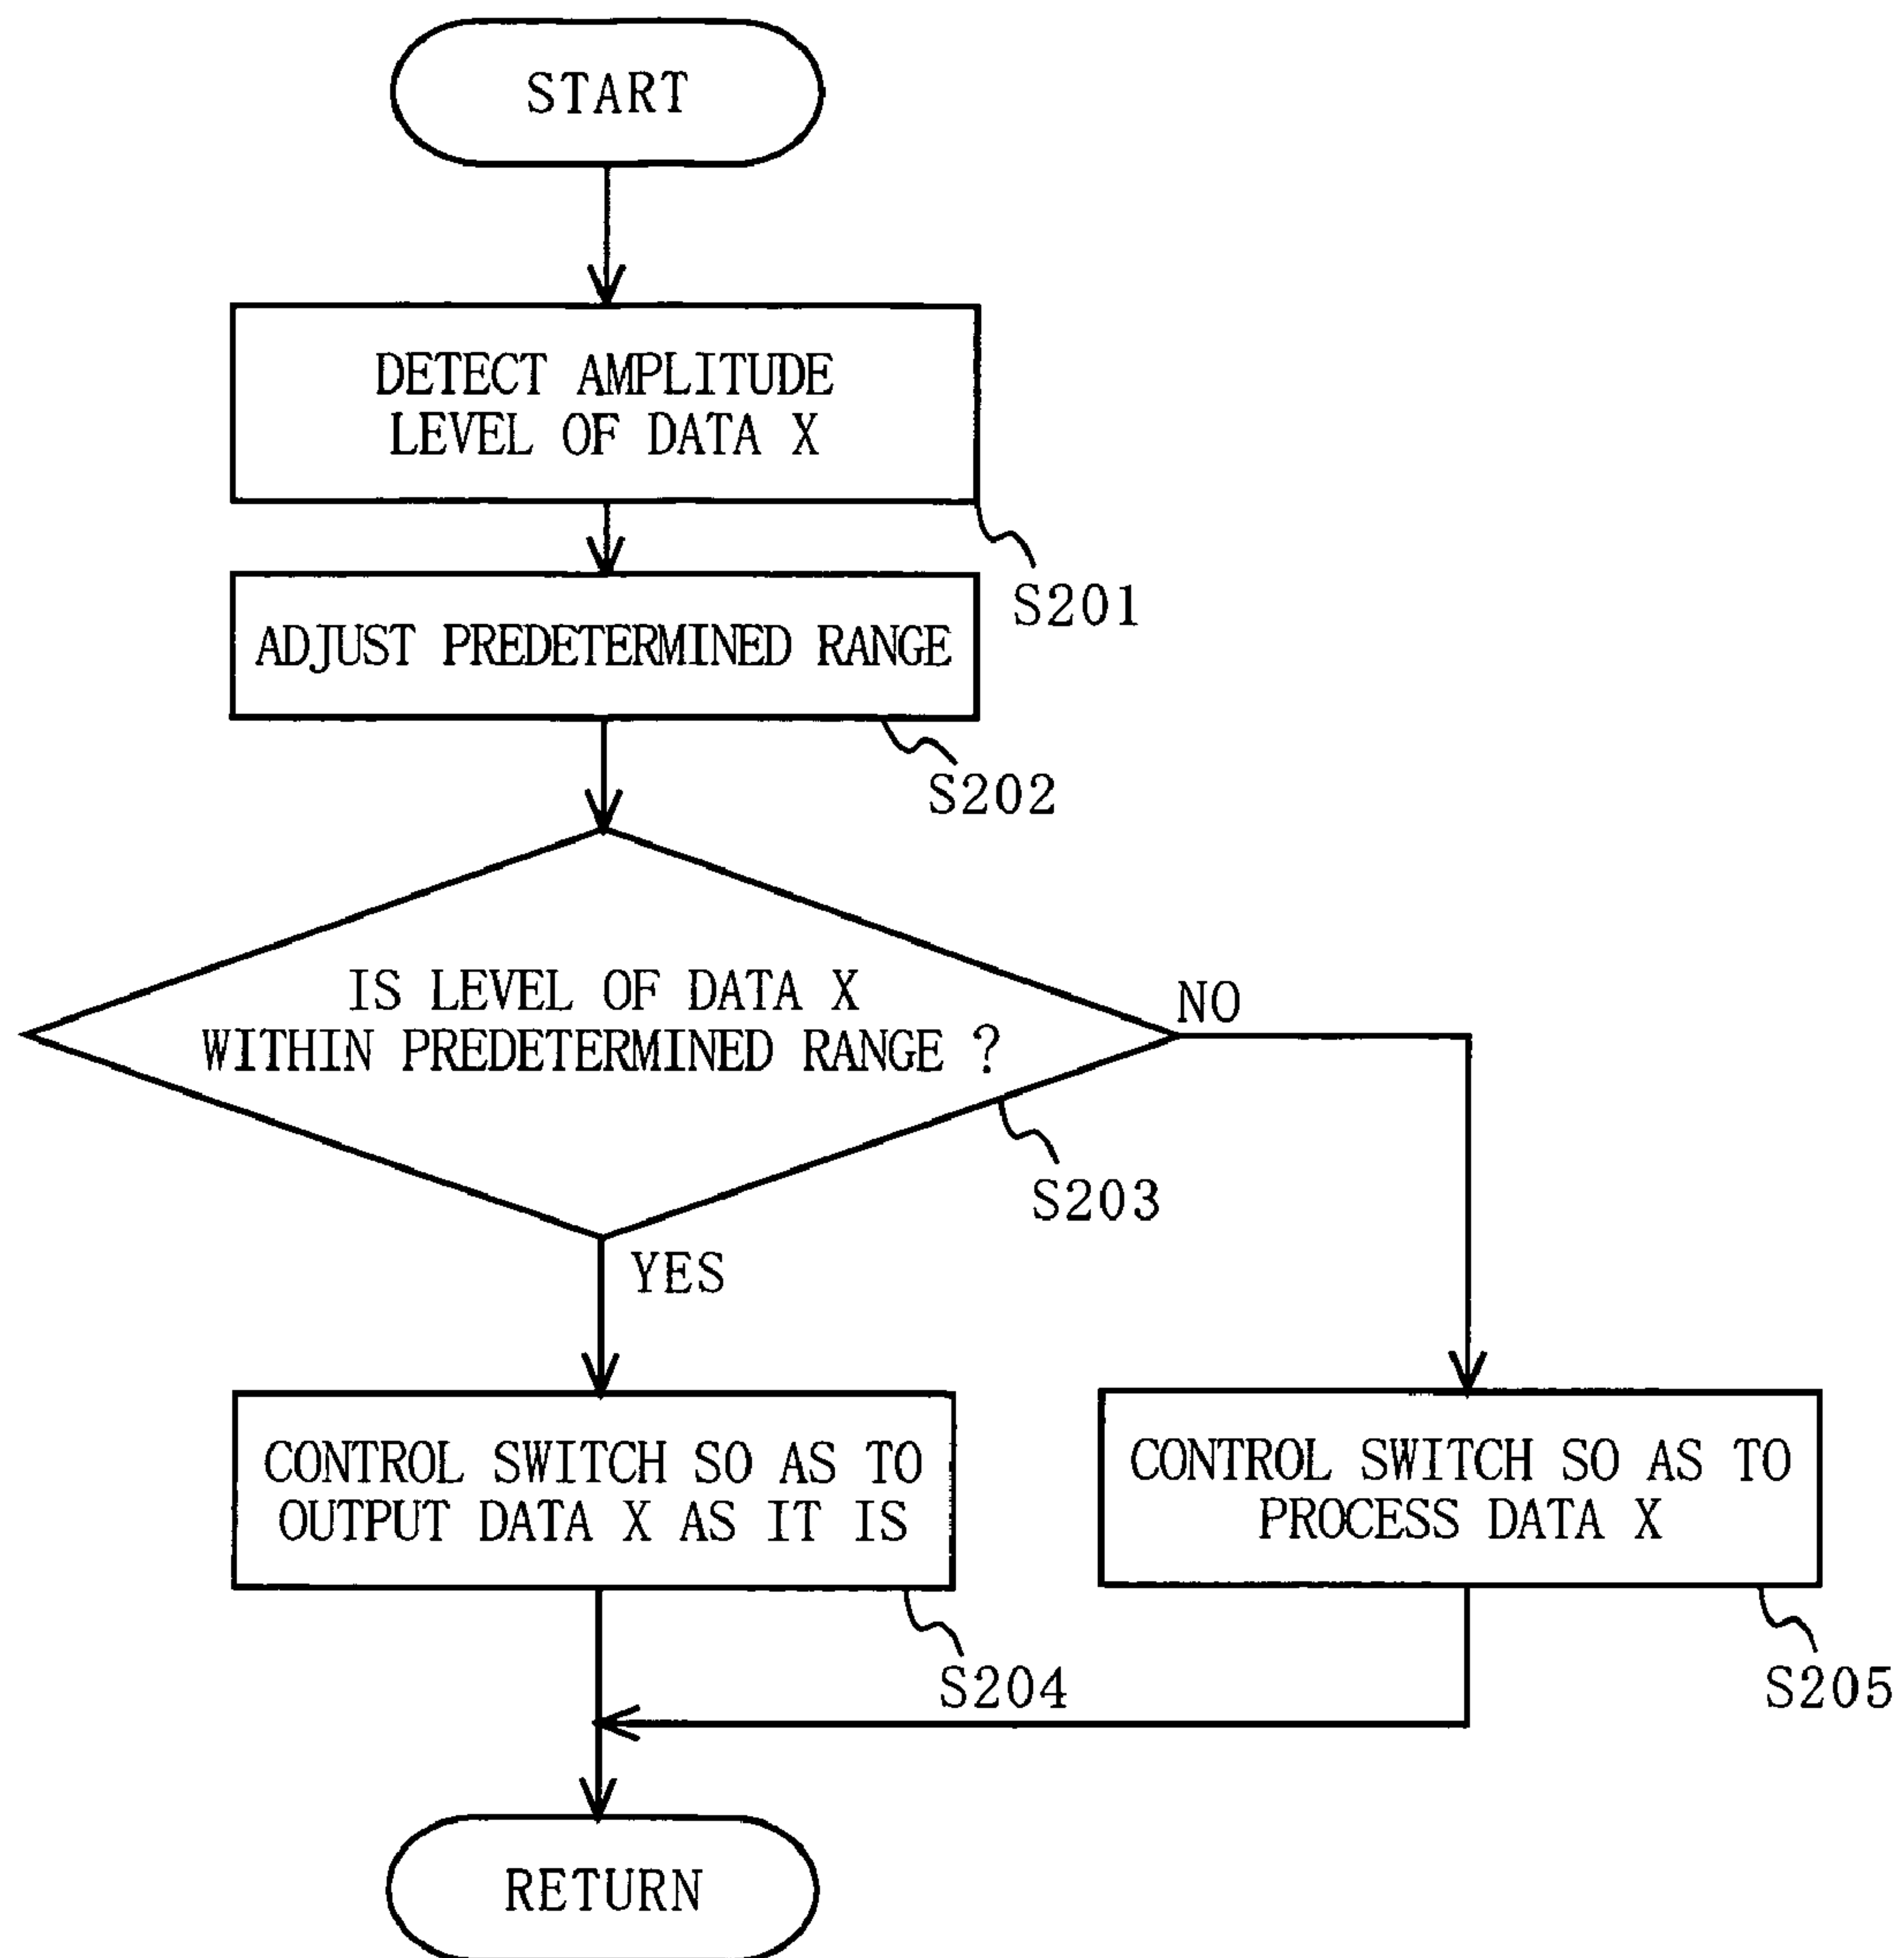 START
DETECT AMPLITUDE
LEVEL OF DATA X
S201
ADJUST PREDETERMINED RANGE
S202
IS LEVEL OF DATA X
WITHIN PREDETERMINED RANGE ?
NO
S203
YES
CONTROL SWITCH SO AS TO
OUTPUT DATA X AS IT IS
S204
CONTROL SWITCH SO AS TO
PROCESS DATA X
S205
RETURN